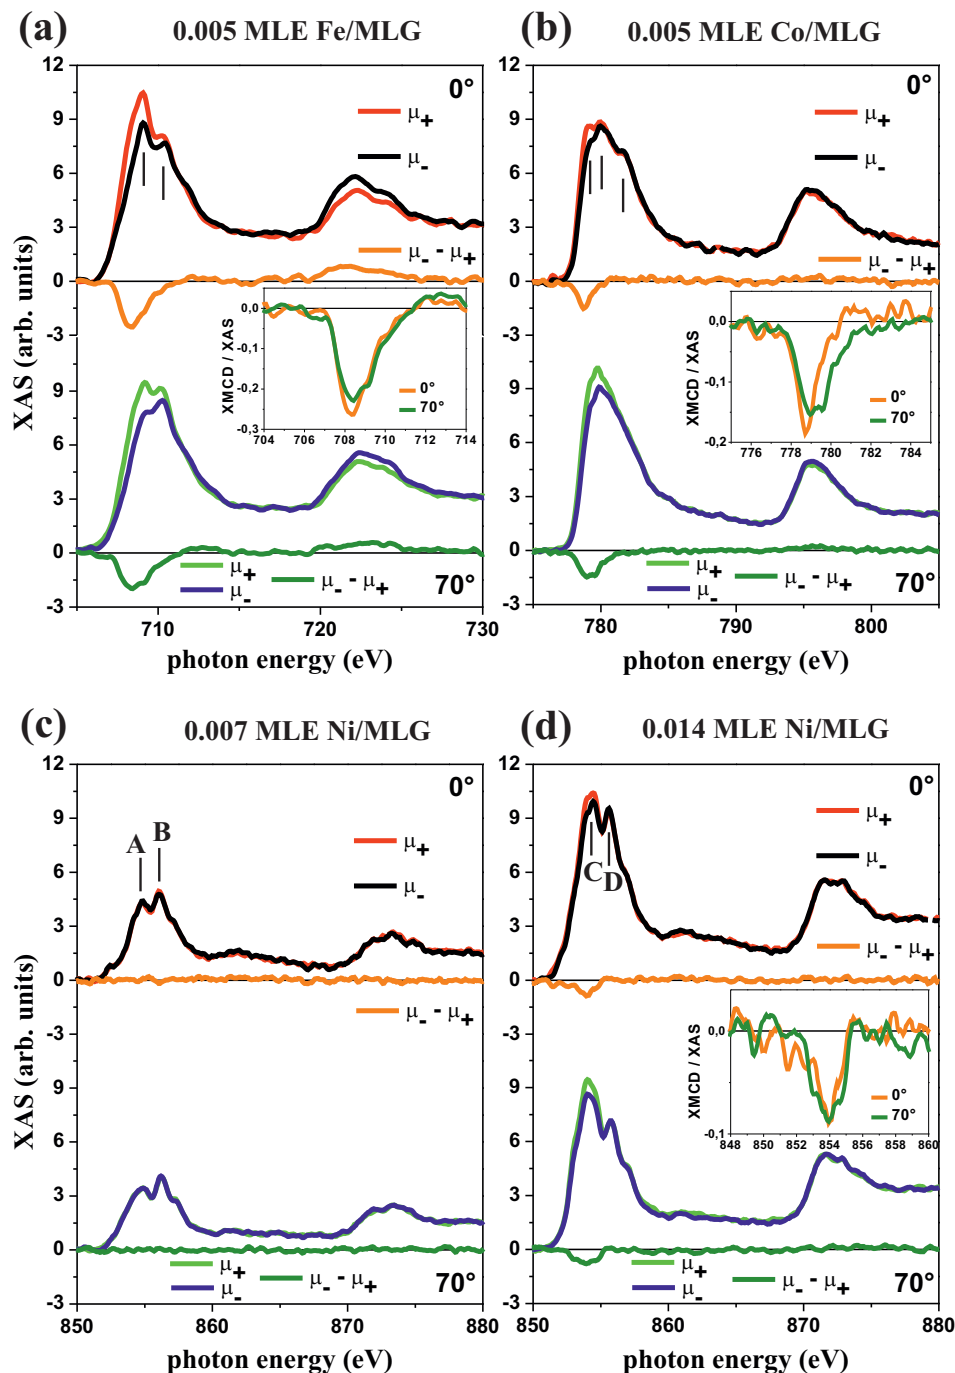 (a) 0.005 MLE Fe/MLG
12
9
6
3
0
-3
9
6
3
0
-3
0°
μ+
μ-
μ- - μ+
XAS (arb. units)
XMCD / XAS
0,0
-0,1
-0,2
-0,3
704 706 708 710 712 714
0°
70°
μ+
μ-
μ- - μ+
70°
710 720 730
photon energy (eV)
(b) 0.005 MLE Co/MLG
12
9
6
3
0
-3
9
6
3
0
-3
0°
μ+
μ-
μ- - μ+
XMCD / XAS
0,0
-0,1
-0,2
776 778 780 782 784
0°
70°
μ+
μ-
μ- - μ+
70°
780 790 800
photon energy (eV)
(c) 0.007 MLE Ni/MLG
12
9
6
3
0
-3
9
6
3
0
-3
0°
A
B
μ+
μ-
μ- - μ+
XAS (arb. units)
μ+
μ-
μ- - μ+
70°
850 860 870 880
photon energy (eV)
(d) 0.014 MLE Ni/MLG
12
9
6
3
0
-3
9
6
3
0
-3
0°
C
D
μ+
μ-
μ- - μ+
XMCD / XAS
0,0
-0,1
848 850 852 854 856 858 860
0°
70°
μ+
μ-
μ- - μ+
70°
850 860 870 880
photon energy (eV)